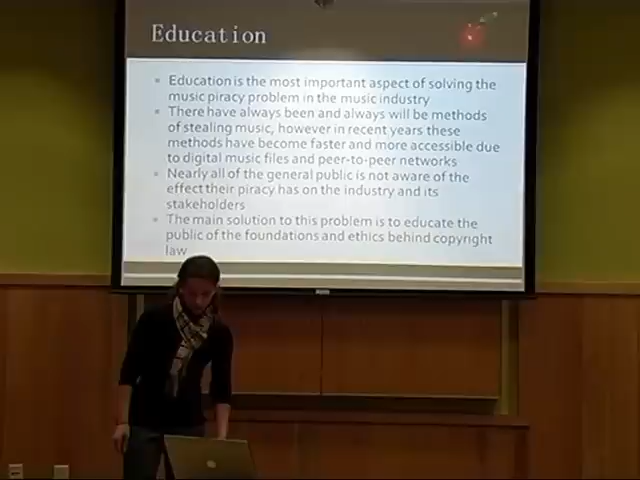 Education
Education is the most important aspect of solving the
music piracy problem in the music industry
There have always been and always will be methods
of stealing music, however in recent years these
methods have become faster and more accessible due
to digital music files and peer-to-peer networks
Nearly all of the general public is not aware of the
effect their piracy has on the industry and its
stakeholders
The main solution to this problem is to educate the
public of the foundations and ethics behind copyright
law